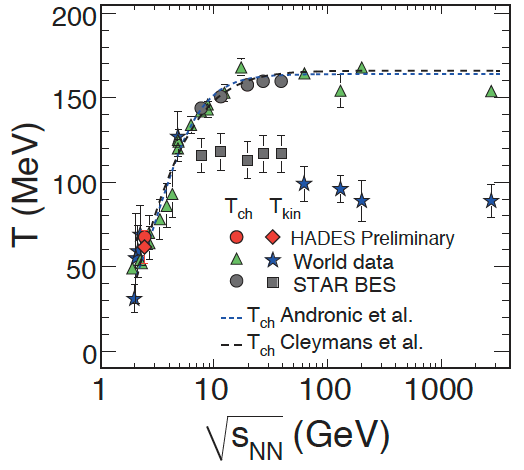 200
150
100
50
0
T (MeV)
T_ch T_kin
HADES Preliminary
World data
STAR BES
T_ch Andronic et al.
T_ch Cleymans et al.
1 10 100 1000
√s_NN (GeV)